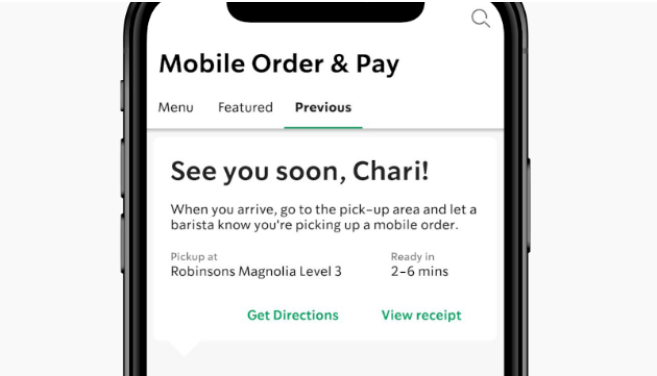 Mobile Order & Pay
Menu Featured Previous
See you soon, Chari!
When you arrive, go to the pick-up area and let a
barista know you're picking up a mobile order.
Pickup at Ready in
Robinsons Magnolia Level 3 2-6 mins
Get Directions View receipt